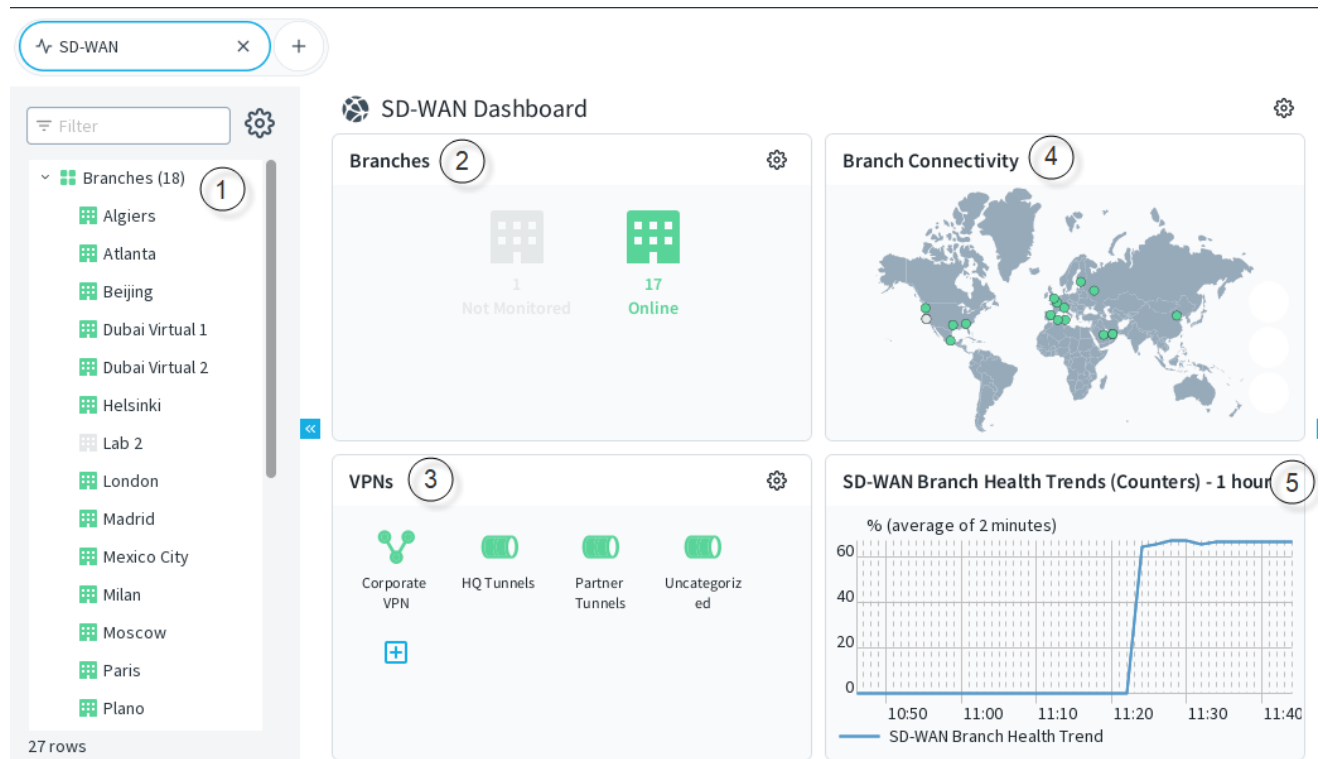 SD-WAN
Filter
Branches (18)
1
Algiers
Atlanta
Beijing
Dubai Virtual 1
Dubai Virtual 2
Helsinki
Lab 2
London
Madrid
Mexico City
Milan
Moscow
Paris
Plano
27 rows
SD-WAN Dashboard
Branches 2
1
Not Monitored
17
Online
Branch Connectivity 4
VPNs 3
Corporate
VPN
HQ Tunnels
Partner
Tunnels
Uncategoriz
ed
SD-WAN Branch Health Trends (Counters) - 1 hour 5
% (average of 2 minutes)
60
40
20
0
10:50 11:00 11:10 11:20 11:30 11:40
SD-WAN Branch Health Trend